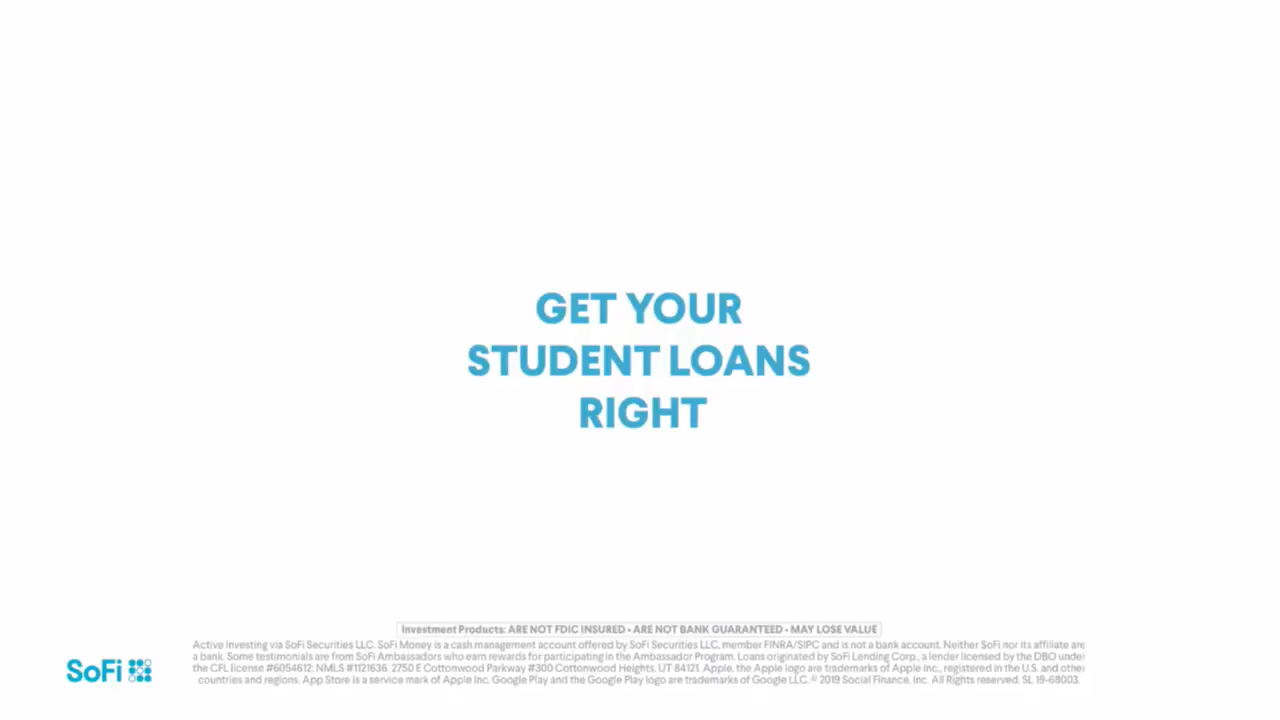 GET YOUR
STUDENT LOANS
RIGHT
Investment Products: ARE NOT FDIC INSURED • ARE NOT BANK GUARANTEED • MAY LOSE VALUE
Active Investing via SoFi Securities LLC. SoFi Money is a cash management account offered by SoFi Securities LLC, member FINRA/SIPC and is not a bank account. Neither SoFi nor its affiliate are
a bank. Some testimonials are from SoFi Ambassadors who earn rewards for participating in the Ambassador Program. Loans originated by SoFi Lending Corp., a lender licensed by the DBO under
the CFL license #6054612. NMLS #1121636. 2750 E Cottonwood Parkway #300 Cottonwood Heights, UT 84121. Apple, the Apple logo are trademarks of Apple Inc., registered in the U.S. and other
countries and regions. App Store is a service mark of Apple Inc. Google Play and the Google Play logo are trademarks of Google LLC. © 2019 Social Finance, Inc. All Rights reserved. SL 19-68003.
SoFi